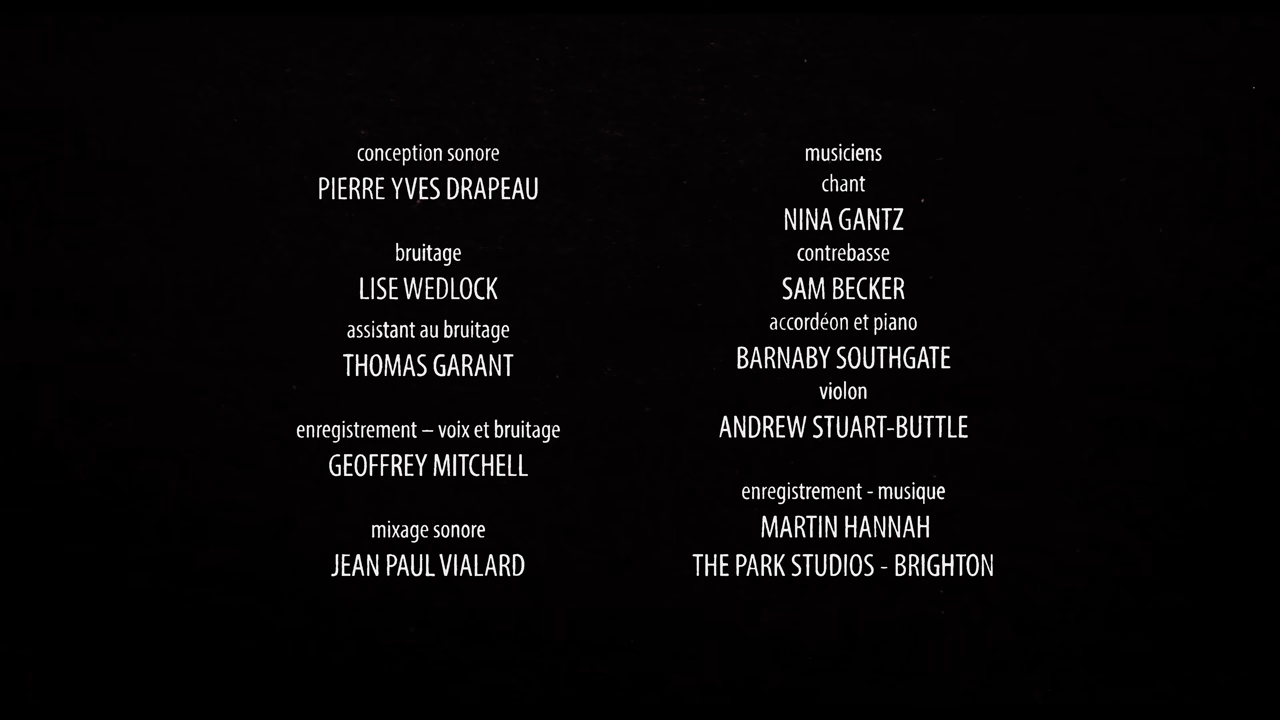 conception sonore
PIERRE YVES DRAPEAU
bruitage
LISE WEDLOCK
assistant au bruitage
THOMAS GARANT
enregistrement – voix et bruitage
GEOFFREY MITCHELL
mixage sonore
JEAN PAUL VIALARD
musiciens
chant
NINA GANTZ
contrebasse
SAM BECKER
accordéon et piano
BARNABY SOUTHGATE
violon
ANDREW STUART-BUTTLE
enregistrement - musique
MARTIN HANNAH
THE PARK STUDIOS - BRIGHTON